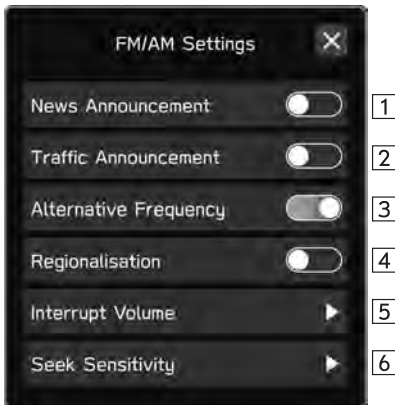 FM/AM Settings
News Announcement 1
Traffic Announcement 2
Alternative Frequency 3
Regionalisation 4
Interrupt Volume 5
Seek Sensitivity 6